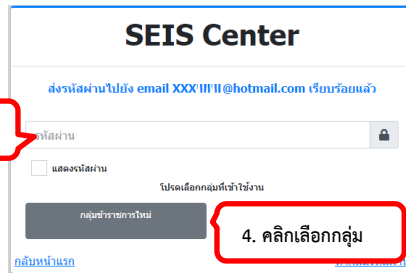 SEIS Center
ส่งรหัสผ่านไปยัง email XXX'III'II@hotmail.com เรียบร้อยแล้ว
รหัสผ่าน
แสดงรหัสผ่าน
โปรดเลือกกลุ่มที่เข้าใช้งาน
กลุ่มข้าราชการใหม่
4. คลิกเลือกกลุ่ม
กลับหน้าแรก